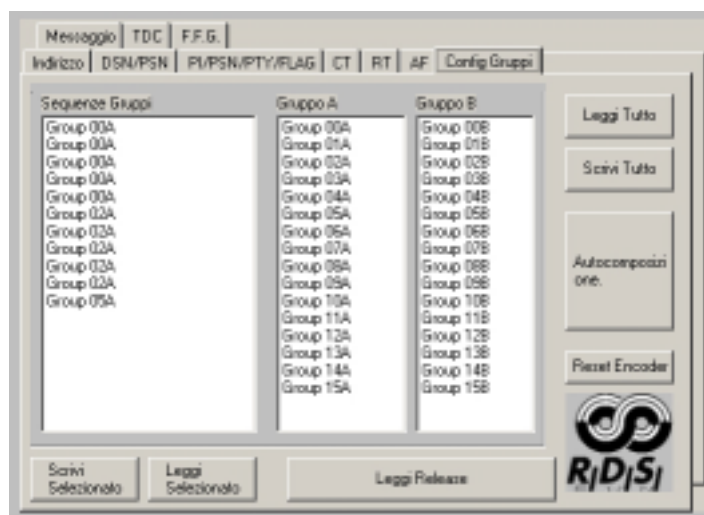 Messaggio TDC F.F.G.
Indirizzo DSN/PSN PI/PSN/PTY/FLAG CT RT AF Config Gruppi
Sequenze Gruppi
Group 00A
Group 00A
Group 00A
Group 00A
Group 00A
Group 02A
Group 02A
Group 02A
Group 02A
Group 02A
Group 05A
Gruppo A
Group 00A
Group 01A
Group 02A
Group 03A
Group 04A
Group 05A
Group 06A
Group 07A
Group 08A
Group 09A
Group 10A
Group 11A
Group 12A
Group 13A
Group 14A
Group 15A
Gruppo B
Group 00B
Group 01B
Group 02B
Group 03B
Group 04B
Group 05B
Group 06B
Group 07B
Group 08B
Group 09B
Group 10B
Group 11B
Group 12B
Group 13B
Group 14B
Group 15B
Leggi Tutto
Scrivi Tutto
Autocomposizi
one.
Reset Encoder
R|D|S|
Scrivi
Selezionato
Leggi
Selezionato
Leggi Release